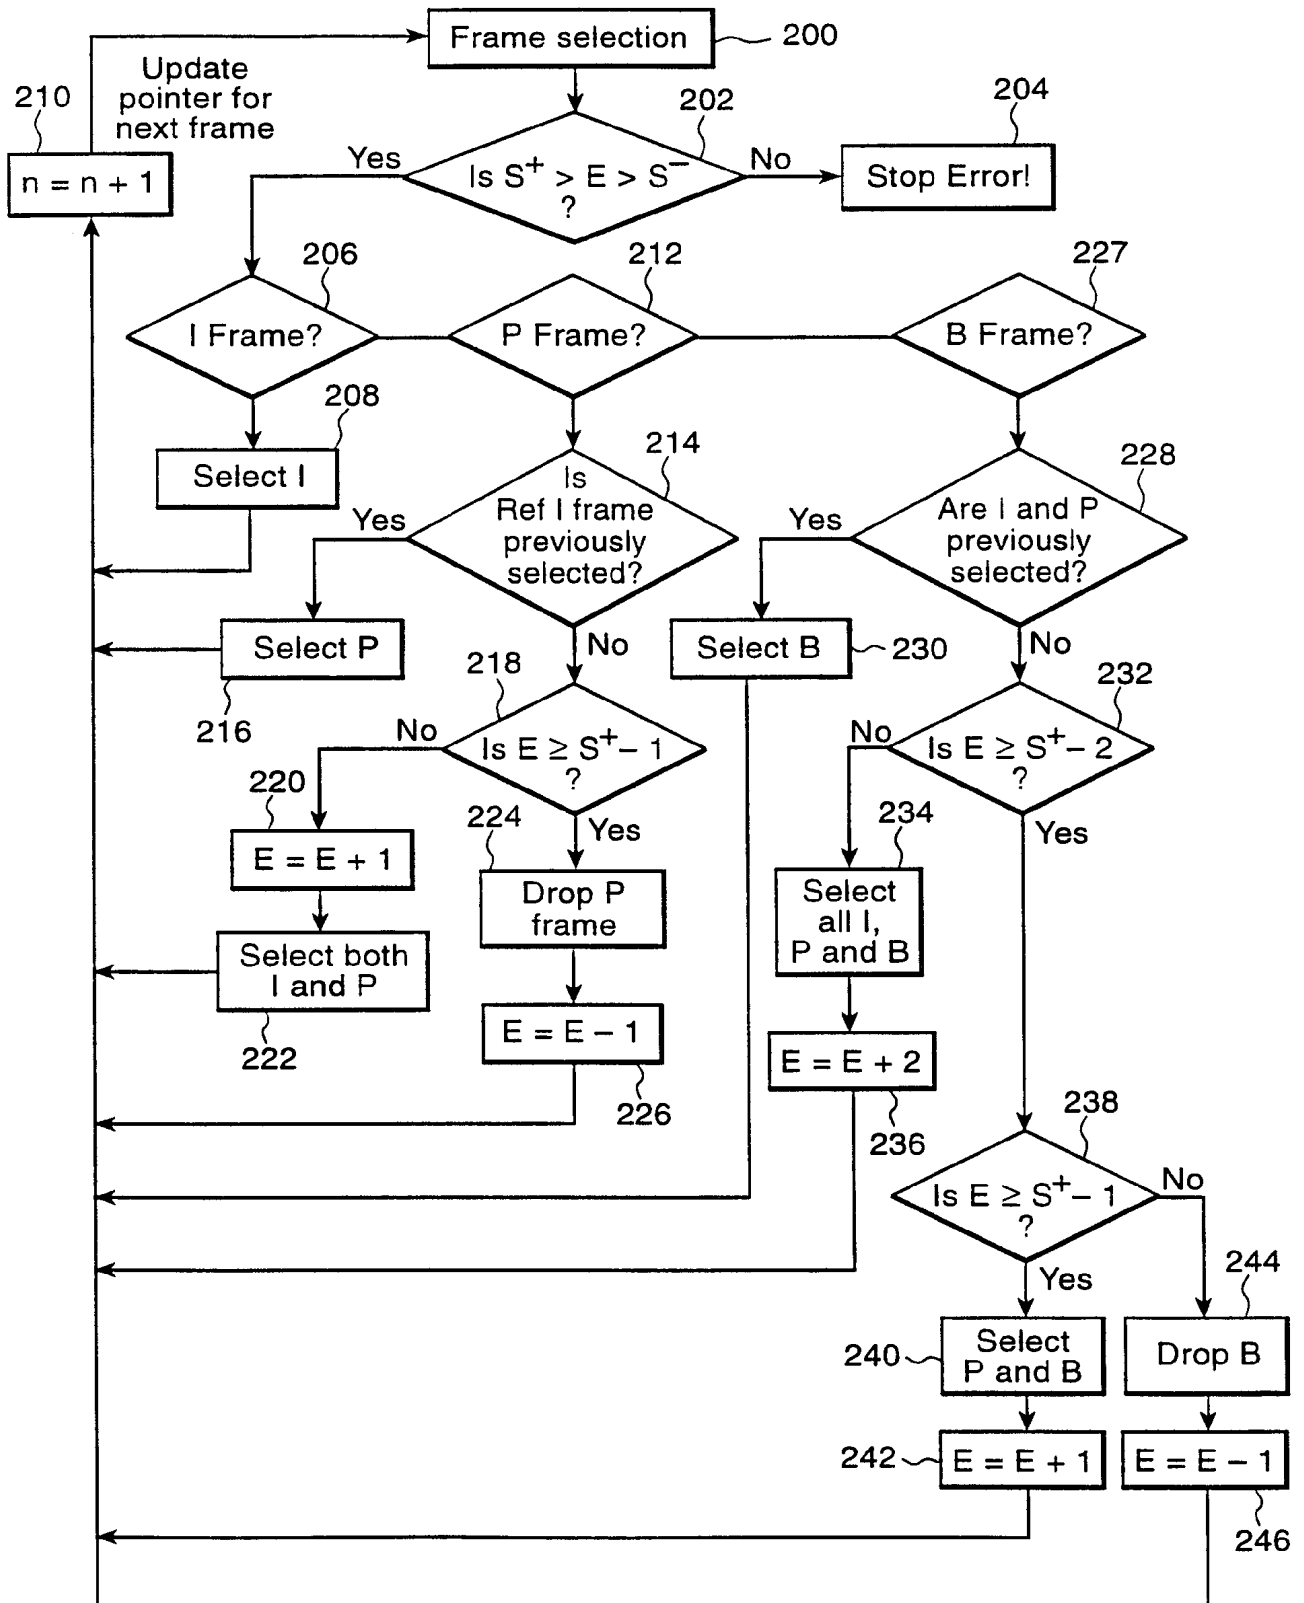 Frame selection
200
Update
pointer for
next frame
210
n = n + 1
202
Is S+ > E > S−
?
Yes
No
204
Stop Error!
206
I Frame?
212
P Frame?
227
B Frame?
208
Select I
214
Is
Ref I frame
previously
selected?
Yes
No
228
Are I and P
previously
selected?
Yes
No
Select P
216
Select B
230
218
Is E ≥ S+ − 1
?
No
Yes
232
Is E ≥ S+ − 2
?
No
Yes
220
E = E + 1
224
Drop P
frame
234
Select
all I,
P and B
Select both
I and P
222
E = E − 1
226
E = E + 2
236
238
Is E ≥ S+ − 1
?
No
Yes
244
240
Select
P and B
Drop B
242
E = E + 1
E = E − 1
246